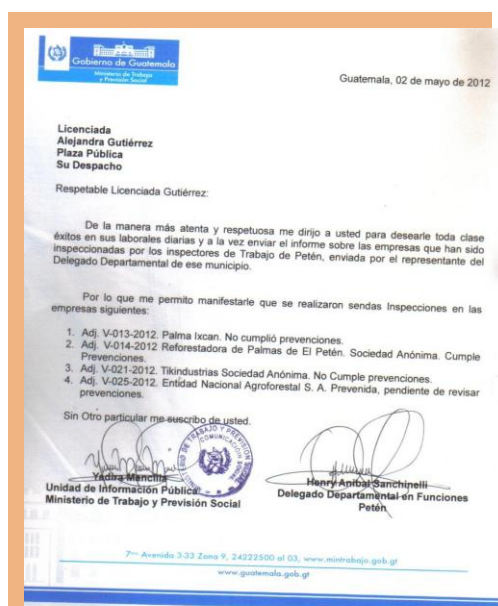 Gobierno de Guatemala
Ministerio de Trabajo
y Previsión Social
Guatemala, 02 de mayo de 2012
Licenciada
Alejandra Gutiérrez
Plaza Pública
Su Despacho
Respetable Licenciada Gutiérrez:
De la manera más atenta y respetuosa me dirijo a usted para desearle toda clase
éxitos en sus laborales diarias y a la vez enviar el informe sobre las empresas que han sido
inspeccionadas por los inspectores de Trabajo de Petén, enviada por el representante del
Delegado Departamental de ese municipio.
Por lo que me permito manifestarle que se realizaron sendas Inspecciones en las
empresas siguientes:
1. Adj. V-013-2012. Palma Ixcan. No cumplió prevenciones.
2. Adj. V-014-2012 Reforestadora de Palmas de El Petén. Sociedad Anónima. Cumple
Prevenciones.
3. Adj. V-021-2012. Tikindustrias Sociedad Anónima. No Cumple prevenciones.
4. Adj. V-025-2012. Entidad Nacional Agroforestal S. A. Prevenida, pendiente de revisar
prevenciones.
Sin Otro particular me suscribo de usted.
Yadira Mencilla
Unidad de Información Pública
Ministerio de Trabajo y Previsión Social
Henry Anibal Sanchinelli
Delegado Departamental en Funciones
Petén
7ma Avenida 3-33 Zona 9, 24222500 al 03, www.mintrabajo.gob.gt
www.guatemala.gob.gt